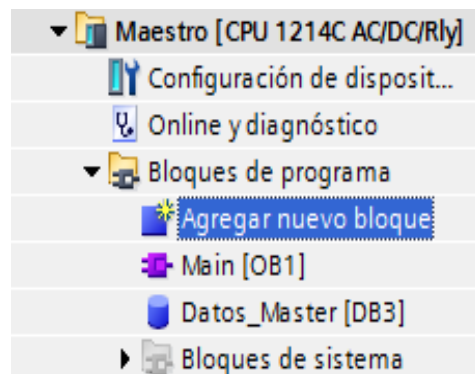 Maestro [CPU 1214C AC/DC/Rly]
Configuración de disposit...
Online y diagnóstico
Bloques de programa
Agregar nuevo bloque
Main [OB1]
Datos_Master [DB3]
Bloques de sistema